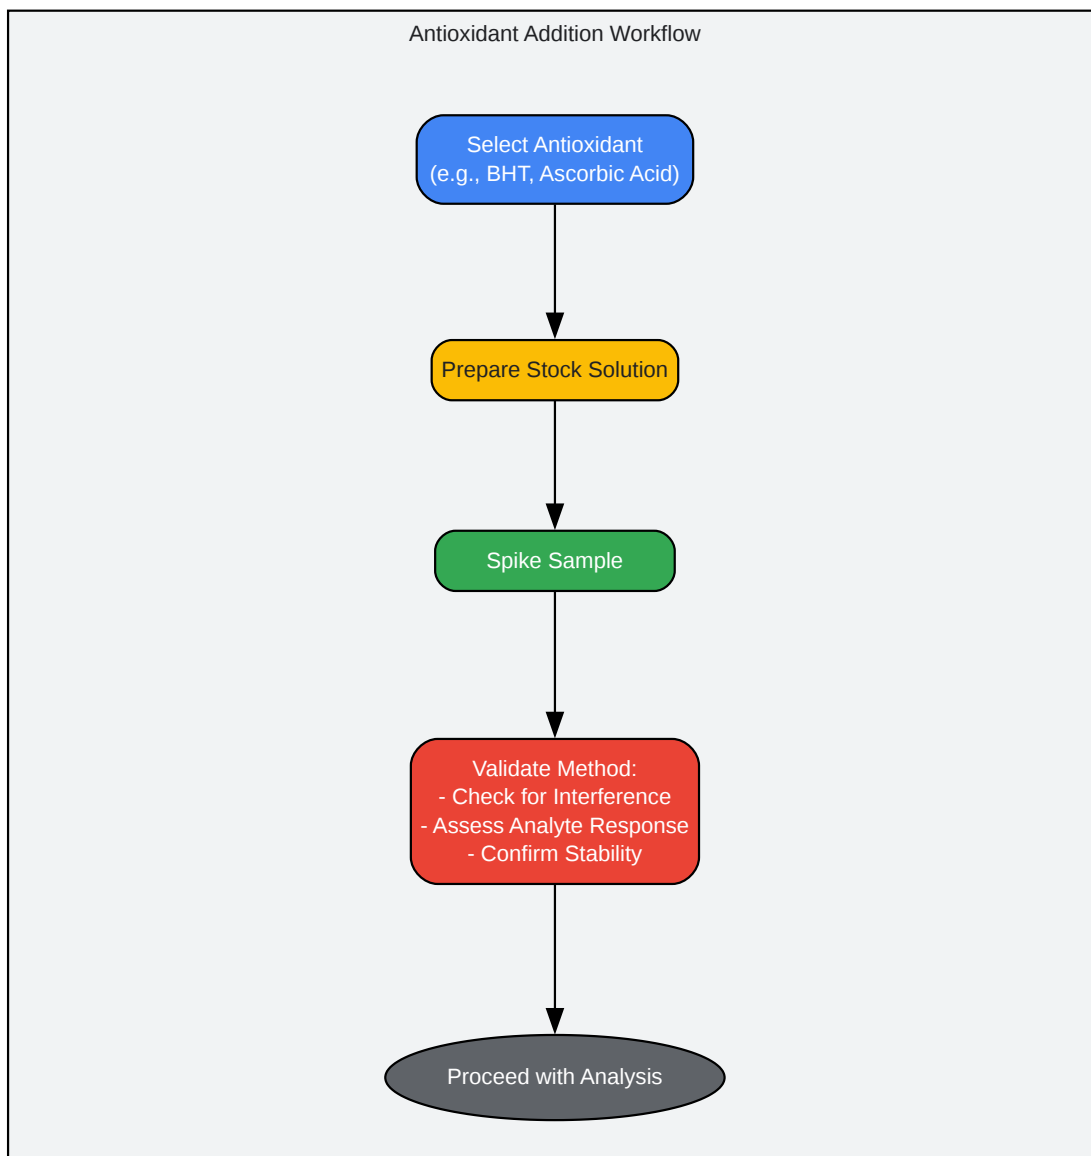 Antioxidant Addition Workflow
Select Antioxidant
(e.g., BHT, Ascorbic Acid)
Prepare Stock Solution
Spike Sample
Validate Method:
- Check for Interference
- Assess Analyte Response
- Confirm Stability
Proceed with Analysis